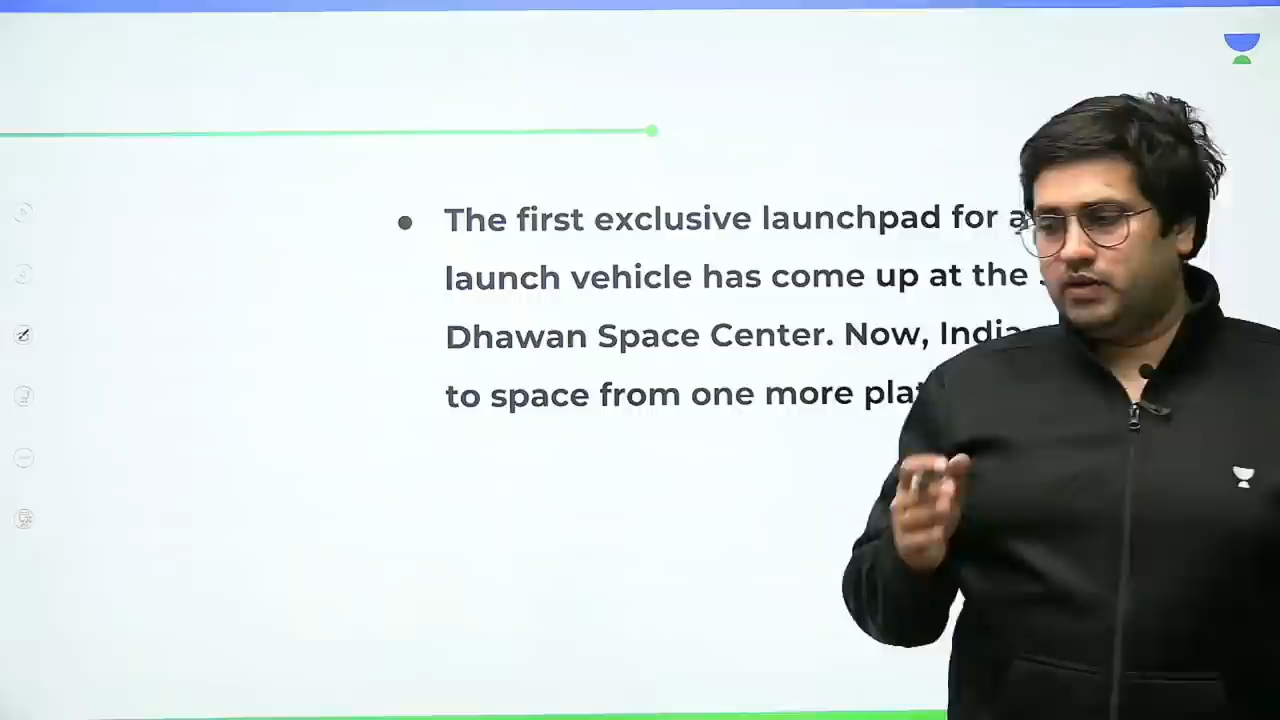 The first exclusive launchpad for a
launch vehicle has come up at the
Dhawan Space Center. Now, India
to space from one more